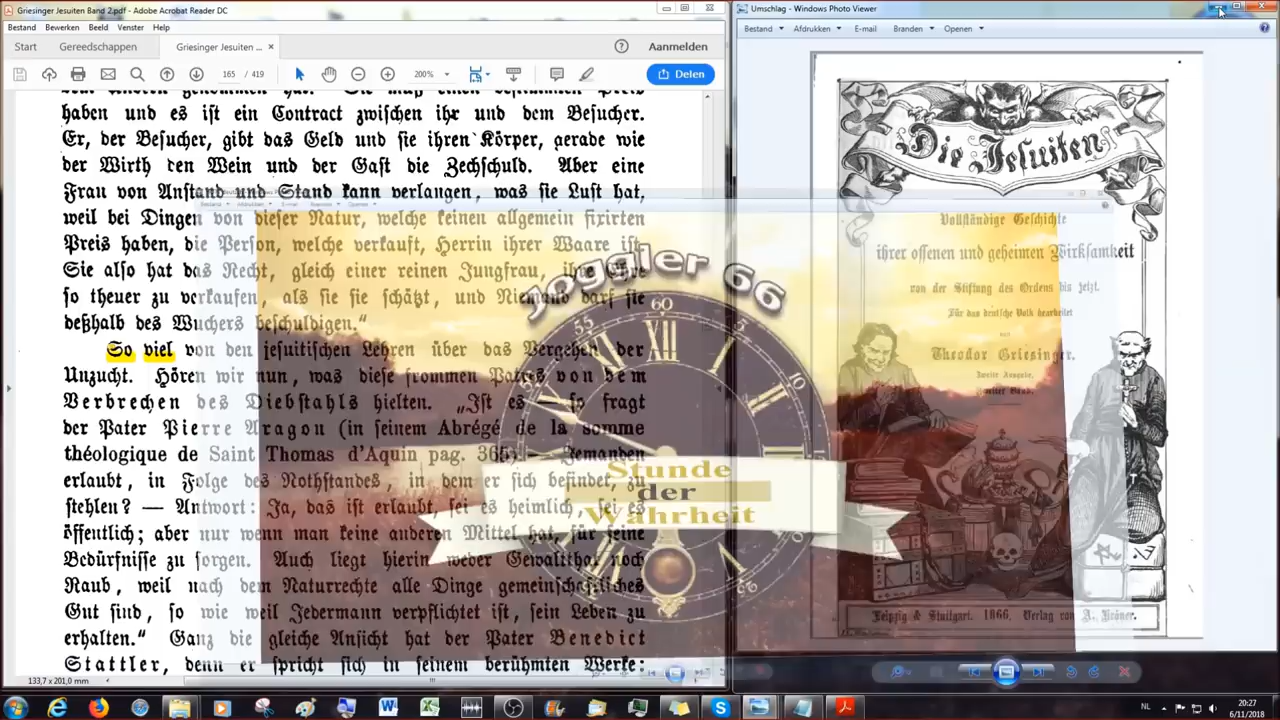 Griesinger Jesuiten Band 2.pdf - Adobe Acrobat Reader DC
Bestand Bewerken Beeld Venster Help
Start Gereedschappen Griesinger Jesuiten ... × Aanmelden
165 / 419 200% Delen
haben und es ist ein Contract zwischen ihr und dem Besucher.
Er, der Besucher, gibt das Geld und sie ihren Körper, gerade wie
der Wirth den Wein und der Gast die Zechschuld. Aber eine
Frau von Anstand und Stand kann verlangen, was sie Lust hat,
weil bei Dingen von dieser Natur, welche keinen allgemein fixirten
Preis haben, die Person, welche verkauft, Herrin ihrer Waare ist.
Sie also hat das Recht, gleich einer reinen Jungfrau, ihre
so theuer zu verkaufen, als sie sie schätzt, und Niemand darf sie
deßhalb des Wuchers beschuldigen.“
So viel von den jesuitischen Lehren über das Vergehen der
Unzucht. Hören wir nun, was diese frommen Patres von dem
Verbrechen des Diebstahls hielten. „Ist es — so fragt
der Pater Pierre Aragon (in seinem Abrégé de la somme
théologique de Saint Thomas d'Aquin pag. 365) — Jemanden
erlaubt, in Folge des Nothstandes, in dem er sich befindet, zu
stehlen? — Antwort: Ja, das ist erlaubt, sei es heimlich, sei es
öffentlich; aber nur wenn man keine anderen Mittel hat, für seine
Bedürfnisse zu sorgen. Auch liegt hierin weder Gewaltthat noch
Raub, weil nach dem Naturrechte alle Dinge gemeinschaftliches
Gut sind, so wie weil Jedermann verpflichtet ist, sein Leben zu
erhalten.“ Ganz die gleiche Ansicht hat der Pater Benedict
Stattler, denn er spricht sich in seinem berühmten Werke:
133,7 x 201,0 mm
Joggler 66
60
55
10
XII
Stunde
der
Wahrheit
Umschlag - Windows Photo Viewer
Bestand Afdrukken E-mail Branden Openen
Die Jesuiten
Vollständige Geschichte
ihrer offenen und geheimen Wirksamkeit
von der Stiftung des Ordens bis jetzt.
Für das deutsche Volk bearbeitet
von
Theodor Griesinger.
Zweite Ausgabe.
Zweiter Band.
Leipzig & Stuttgart. 1866. Verlag von A. Kröner.
NL
20:27
6/11/2018